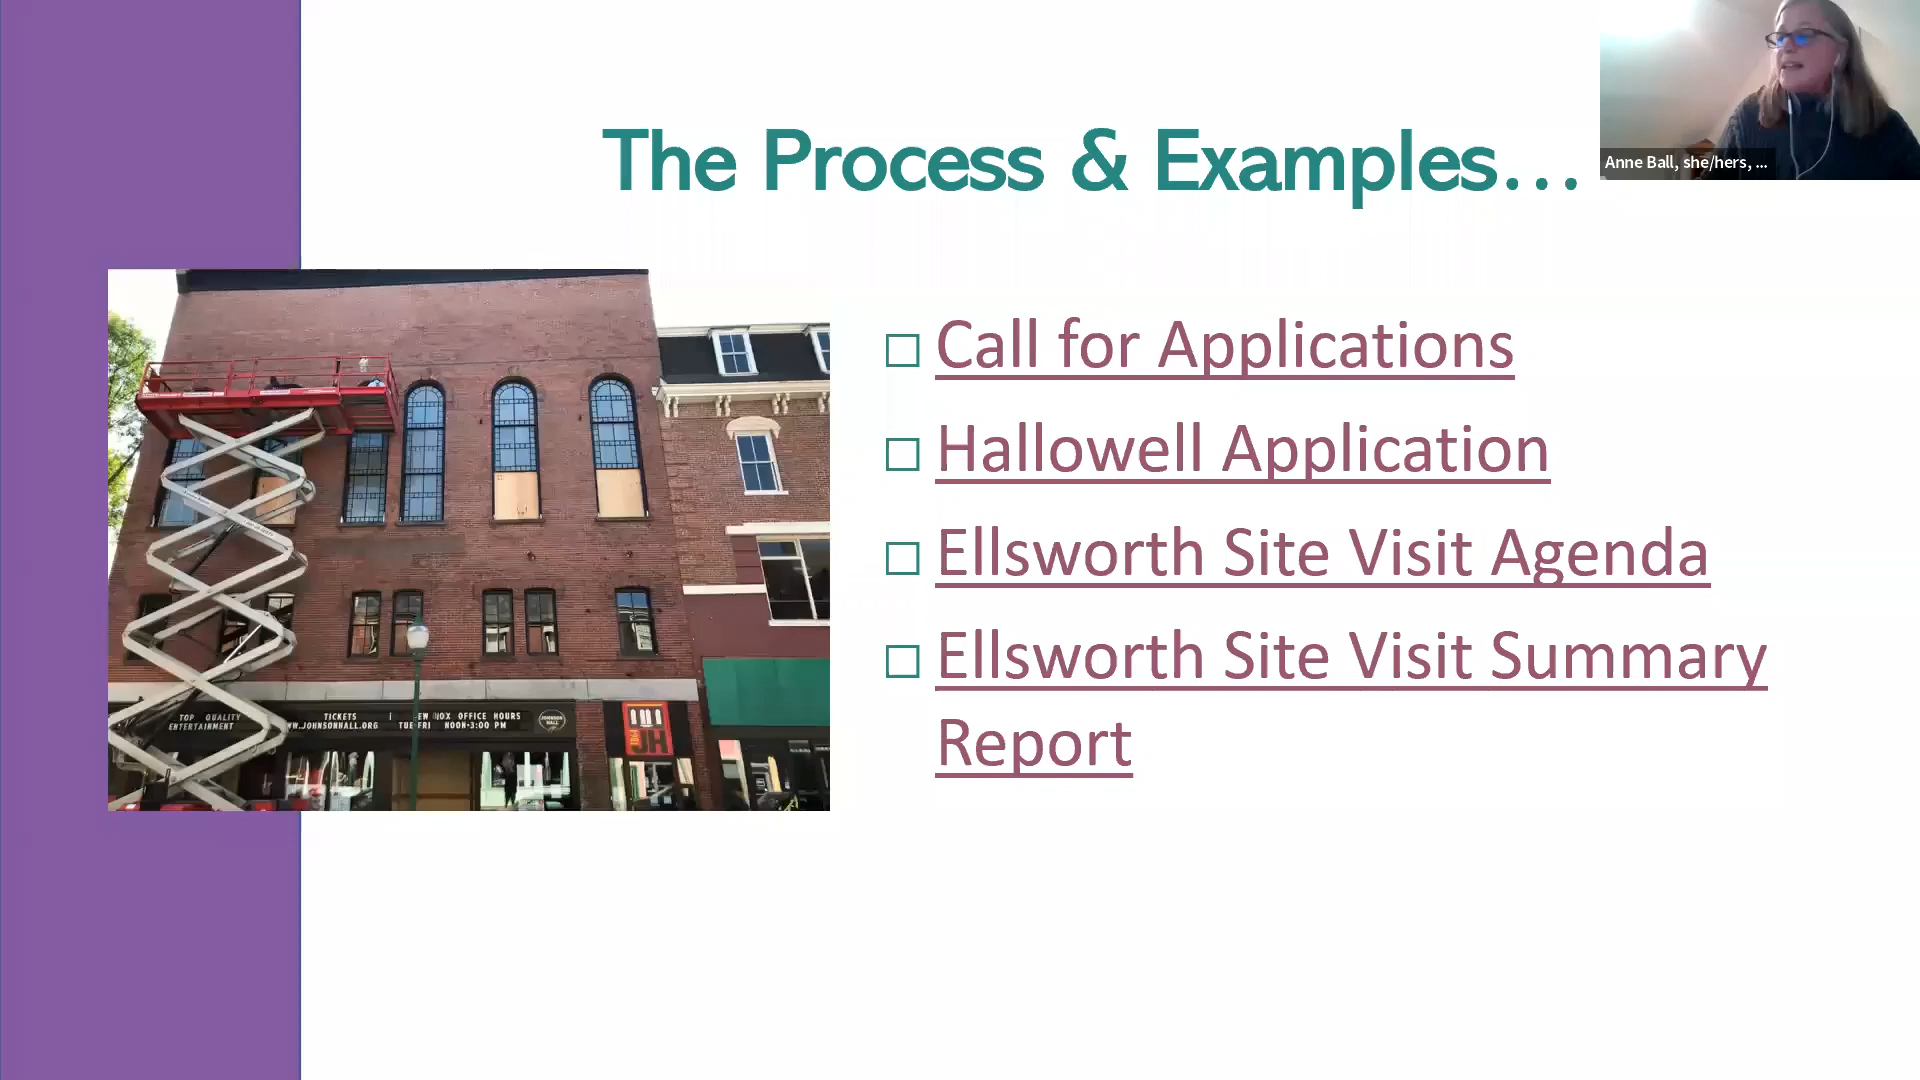 The Process & Examples...
Anne Ball, she/hers, ...
Call for Applications
Hallowell Application
Ellsworth Site Visit Agenda
Ellsworth Site Visit Summary
Report
TOP QUALITY
ENTERTAINMENT
TICKETS
WWW.JOHNSONHALL.ORG
BOX OFFICE HOURS
TUE-FRI NOON-3:00 PM
JOHNSON
HALL
JH